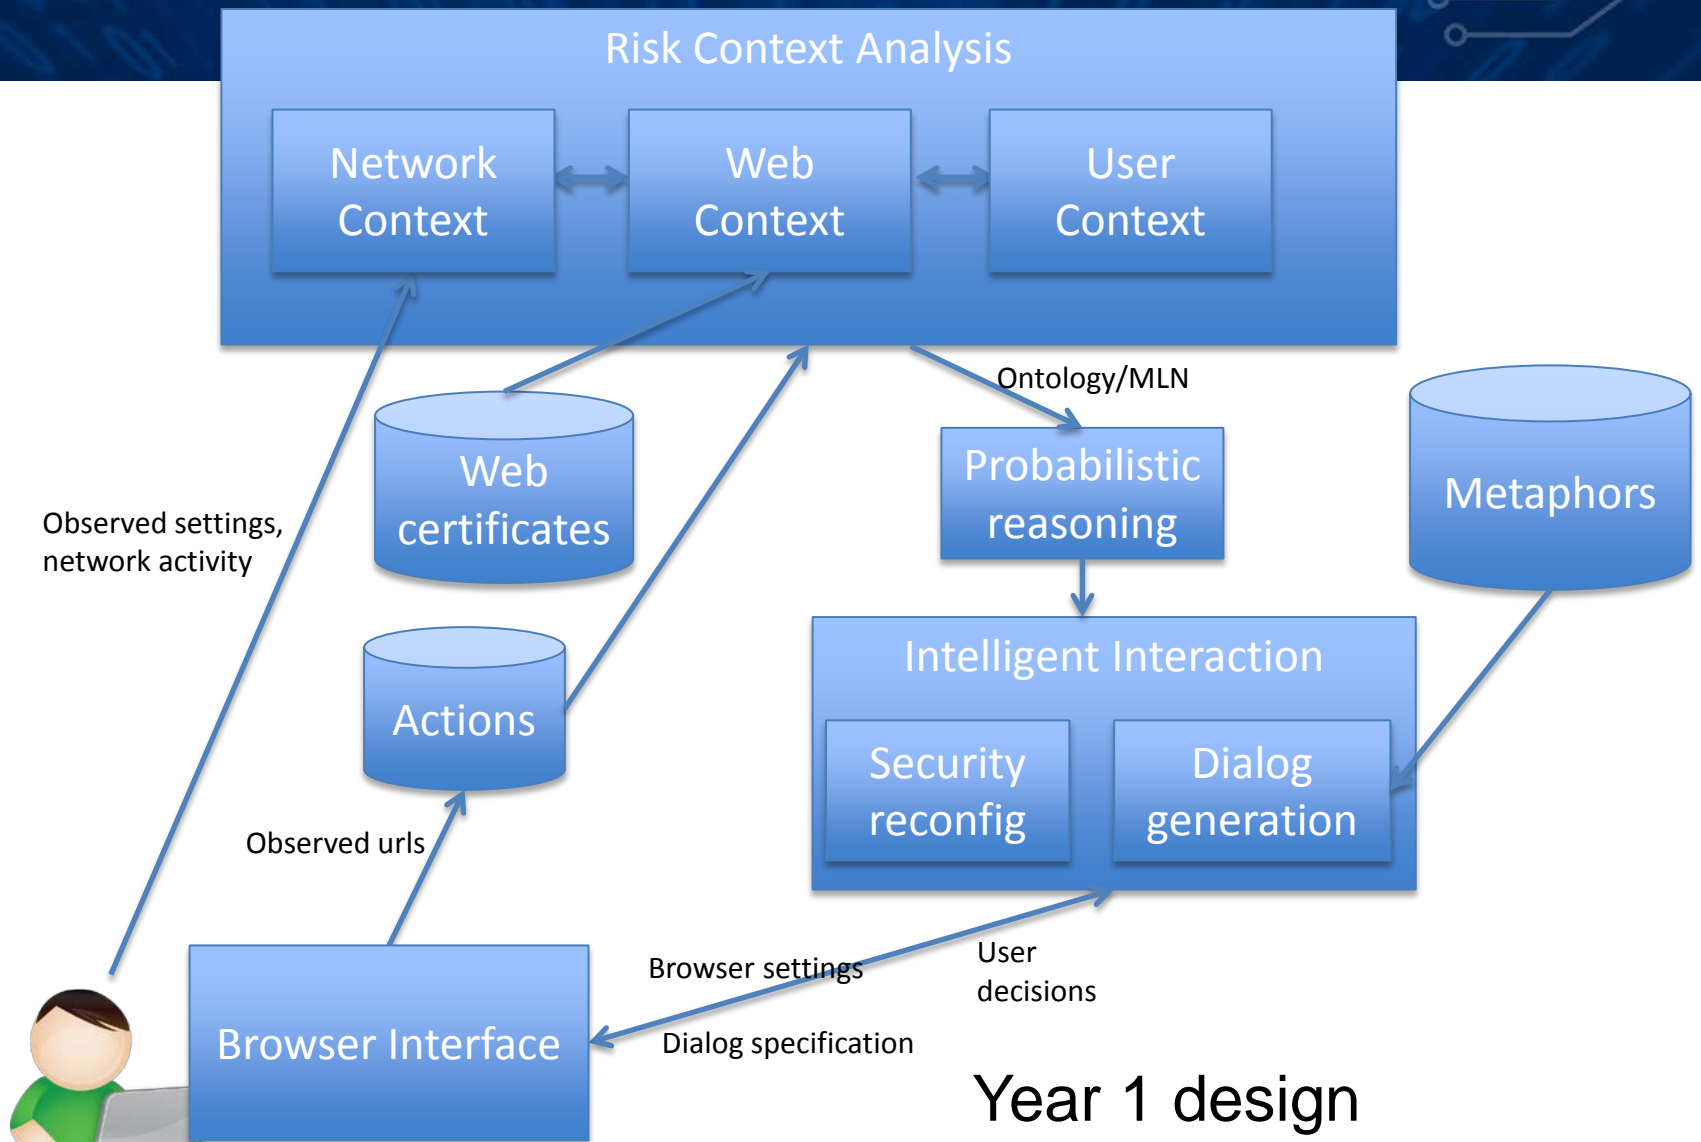 Risk Context Analysis
Network
Context
Web
Context
User
Context
Ontology/MLN
Web
certificates
Probabilistic
reasoning
Metaphors
Observed settings,
network activity
Intelligent Interaction
Actions
Security
reconfig
Dialog
generation
Observed urls
User
decisions
Browser settings
Browser Interface
Dialog specification
Year 1 design